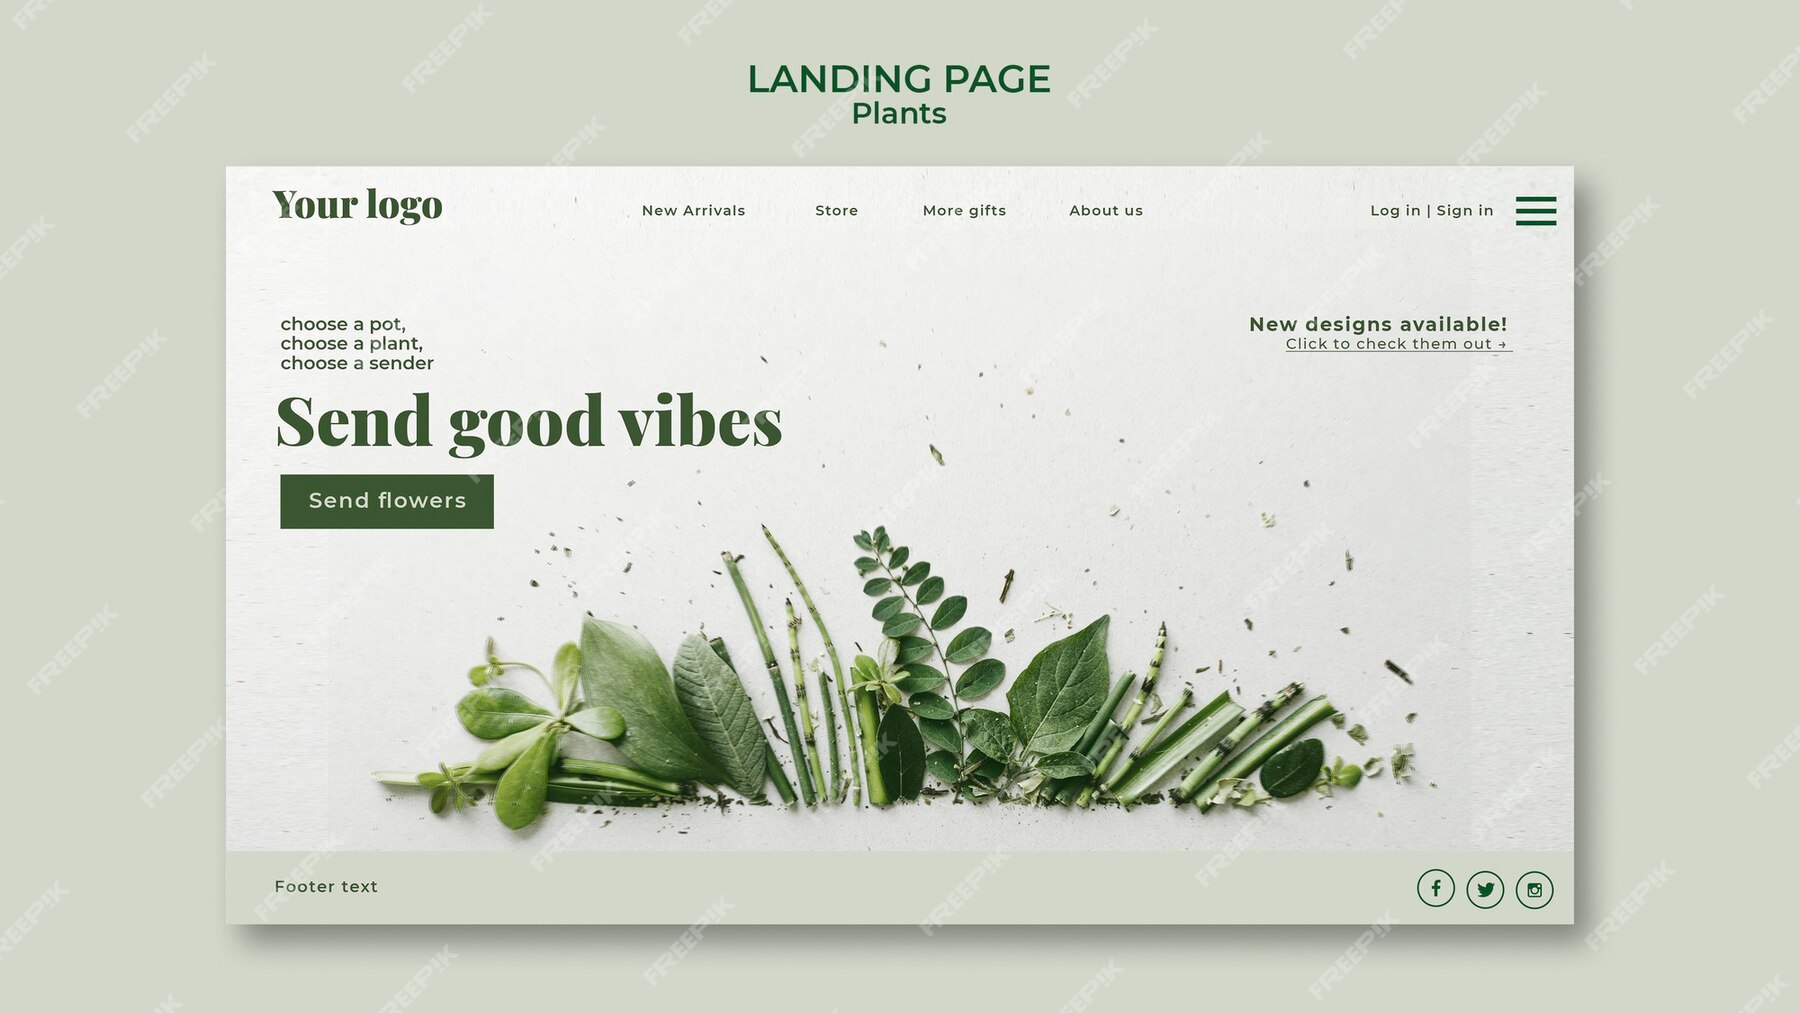 LANDING PAGE
Plants
Your logo
New Arrivals
Store
More gifts
About us
Log in | Sign in
choose a pot,
choose a plant,
choose a sender
New designs available!
Click to check them out →
Send good vibes
Send flowers
Footer text
FREEPIK